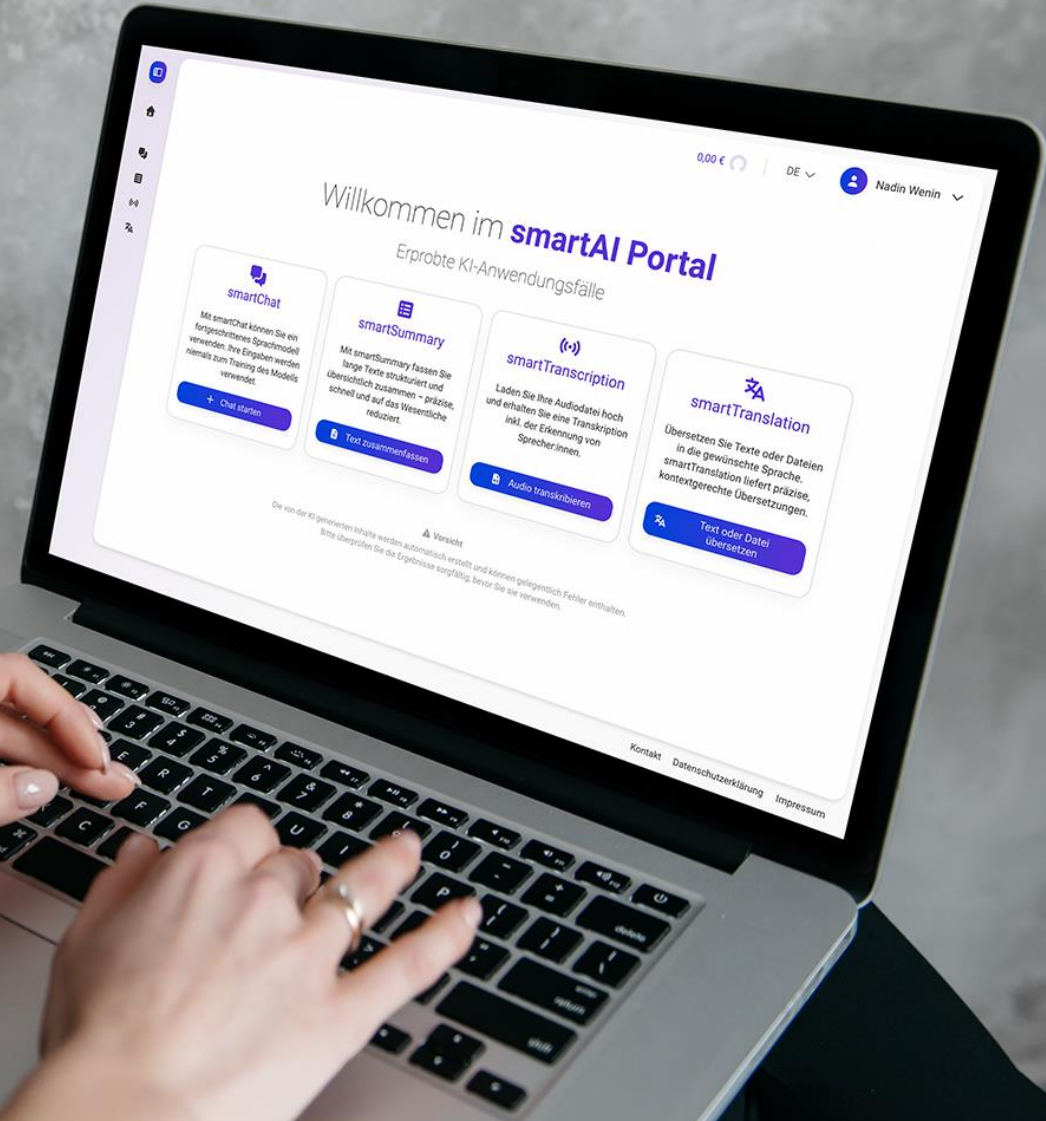 0,00 €
DE
Nadin Wenin
Willkommen im smartAI Portal
Erprobte KI-Anwendungsfälle
smartChat
Mit smartChat können Sie ein
fortgeschrittenes Sprachmodell
verwenden. Ihre Eingaben werden
niemals zum Training des Modells
verwendet.
+ Chat starten
smartSummary
Mit smartSummary fassen Sie
lange Texte strukturiert und
übersichtlich zusammen – präzise,
schnell und auf das Wesentliche
reduziert.
Text zusammenfassen
smartTranscription
Laden Sie Ihre Audiodatei hoch
und erhalten Sie eine Transkription
inkl. der Erkennung von
Sprecher:innen.
Audio transkribieren
smartTranslation
Übersetzen Sie Texte oder Dateien
in die gewünschte Sprache.
smartTranslation liefert präzise,
kontextgerechte Übersetzungen.
Text oder Datei
übersetzen
Vorsicht
Die von der KI generierten Inhalte werden automatisch erstellt und können gelegentlich Fehler enthalten.
Bitte überprüfen Sie die Ergebnisse sorgfältig, bevor Sie sie verwenden.
Kontakt Datenschutzerklärung Impressum
esc
delete
return
shift